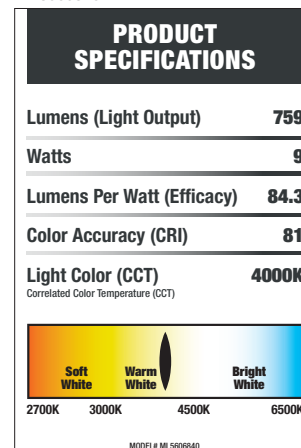 PRODUCT
SPECIFICATIONS
Lumens (Light Output) 759
Watts 9
Lumens Per Watt (Efficacy) 84.3
Color Accuracy (CRI) 81
Light Color (CCT) 4000K
Correlated Color Temperature (CCT)
Soft Warm Bright
White White White
2700K 3000K 4500K 6500K
MODEL# ML5606840